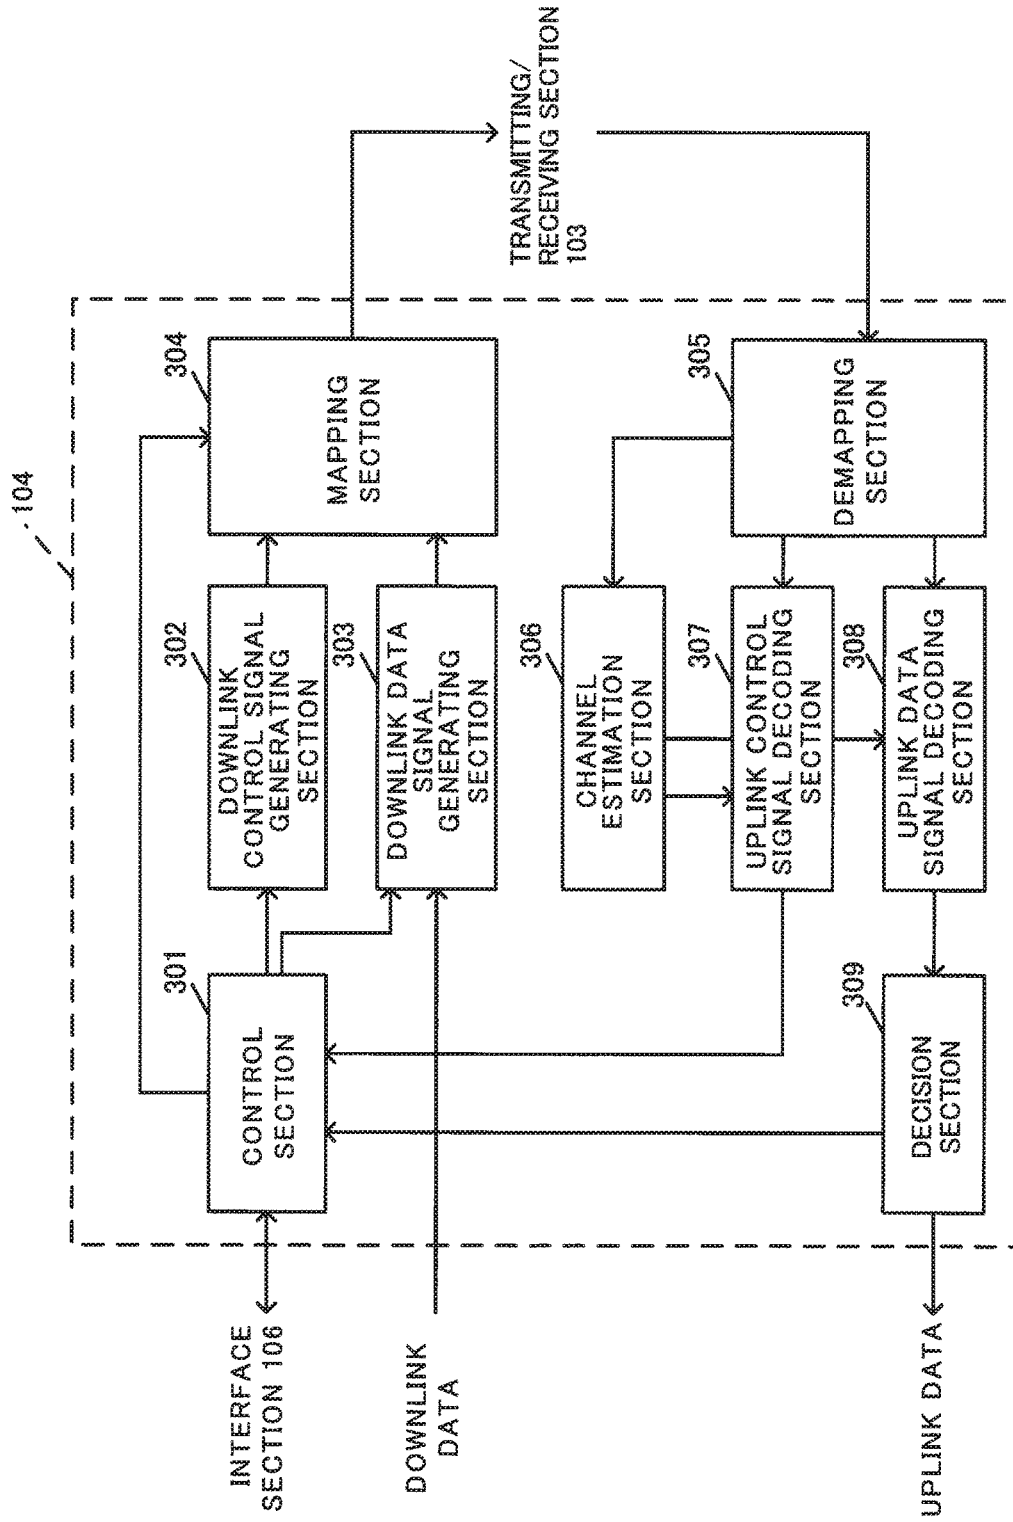 104
INTERFACE
SECTION 106
301
CONTROL
SECTION
302
DOWNLINK
CONTROL SIGNAL
GENERATING
SECTION
304
MAPPING
SECTION
DOWNLINK
DATA
303
DOWNLINK DATA
SIGNAL
GENERATING
SECTION
TRANSMITTING/
RECEIVING SECTION
103
306
CHANNEL
ESTIMATION
SECTION
307
UPLINK CONTROL
SIGNAL DECODING
SECTION
305
DEMAPPING
SECTION
308
UPLINK DATA
SIGNAL DECODING
SECTION
309
DECISION
SECTION
UPLINK DATA